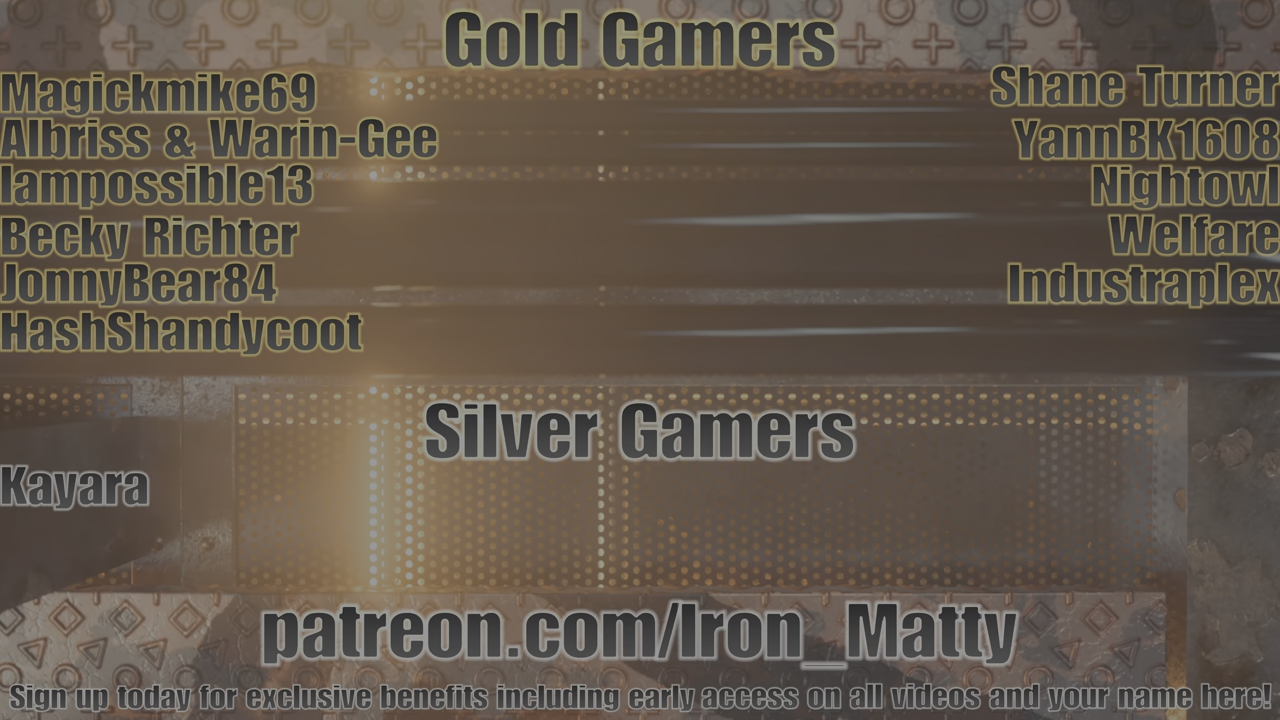 Gold Gamers
Magickmike69
Albriss & Warin-Gee
Iampossible13
Becky Richter
JonnyBear84
HashShandycoot
Shane Turner
YannBK1608
Nightowl
Welfare
Industraplex
Silver Gamers
Kayara
patreon.com/Iron_Matty
Sign up today for exclusive benefits including early access on all videos and your name here!